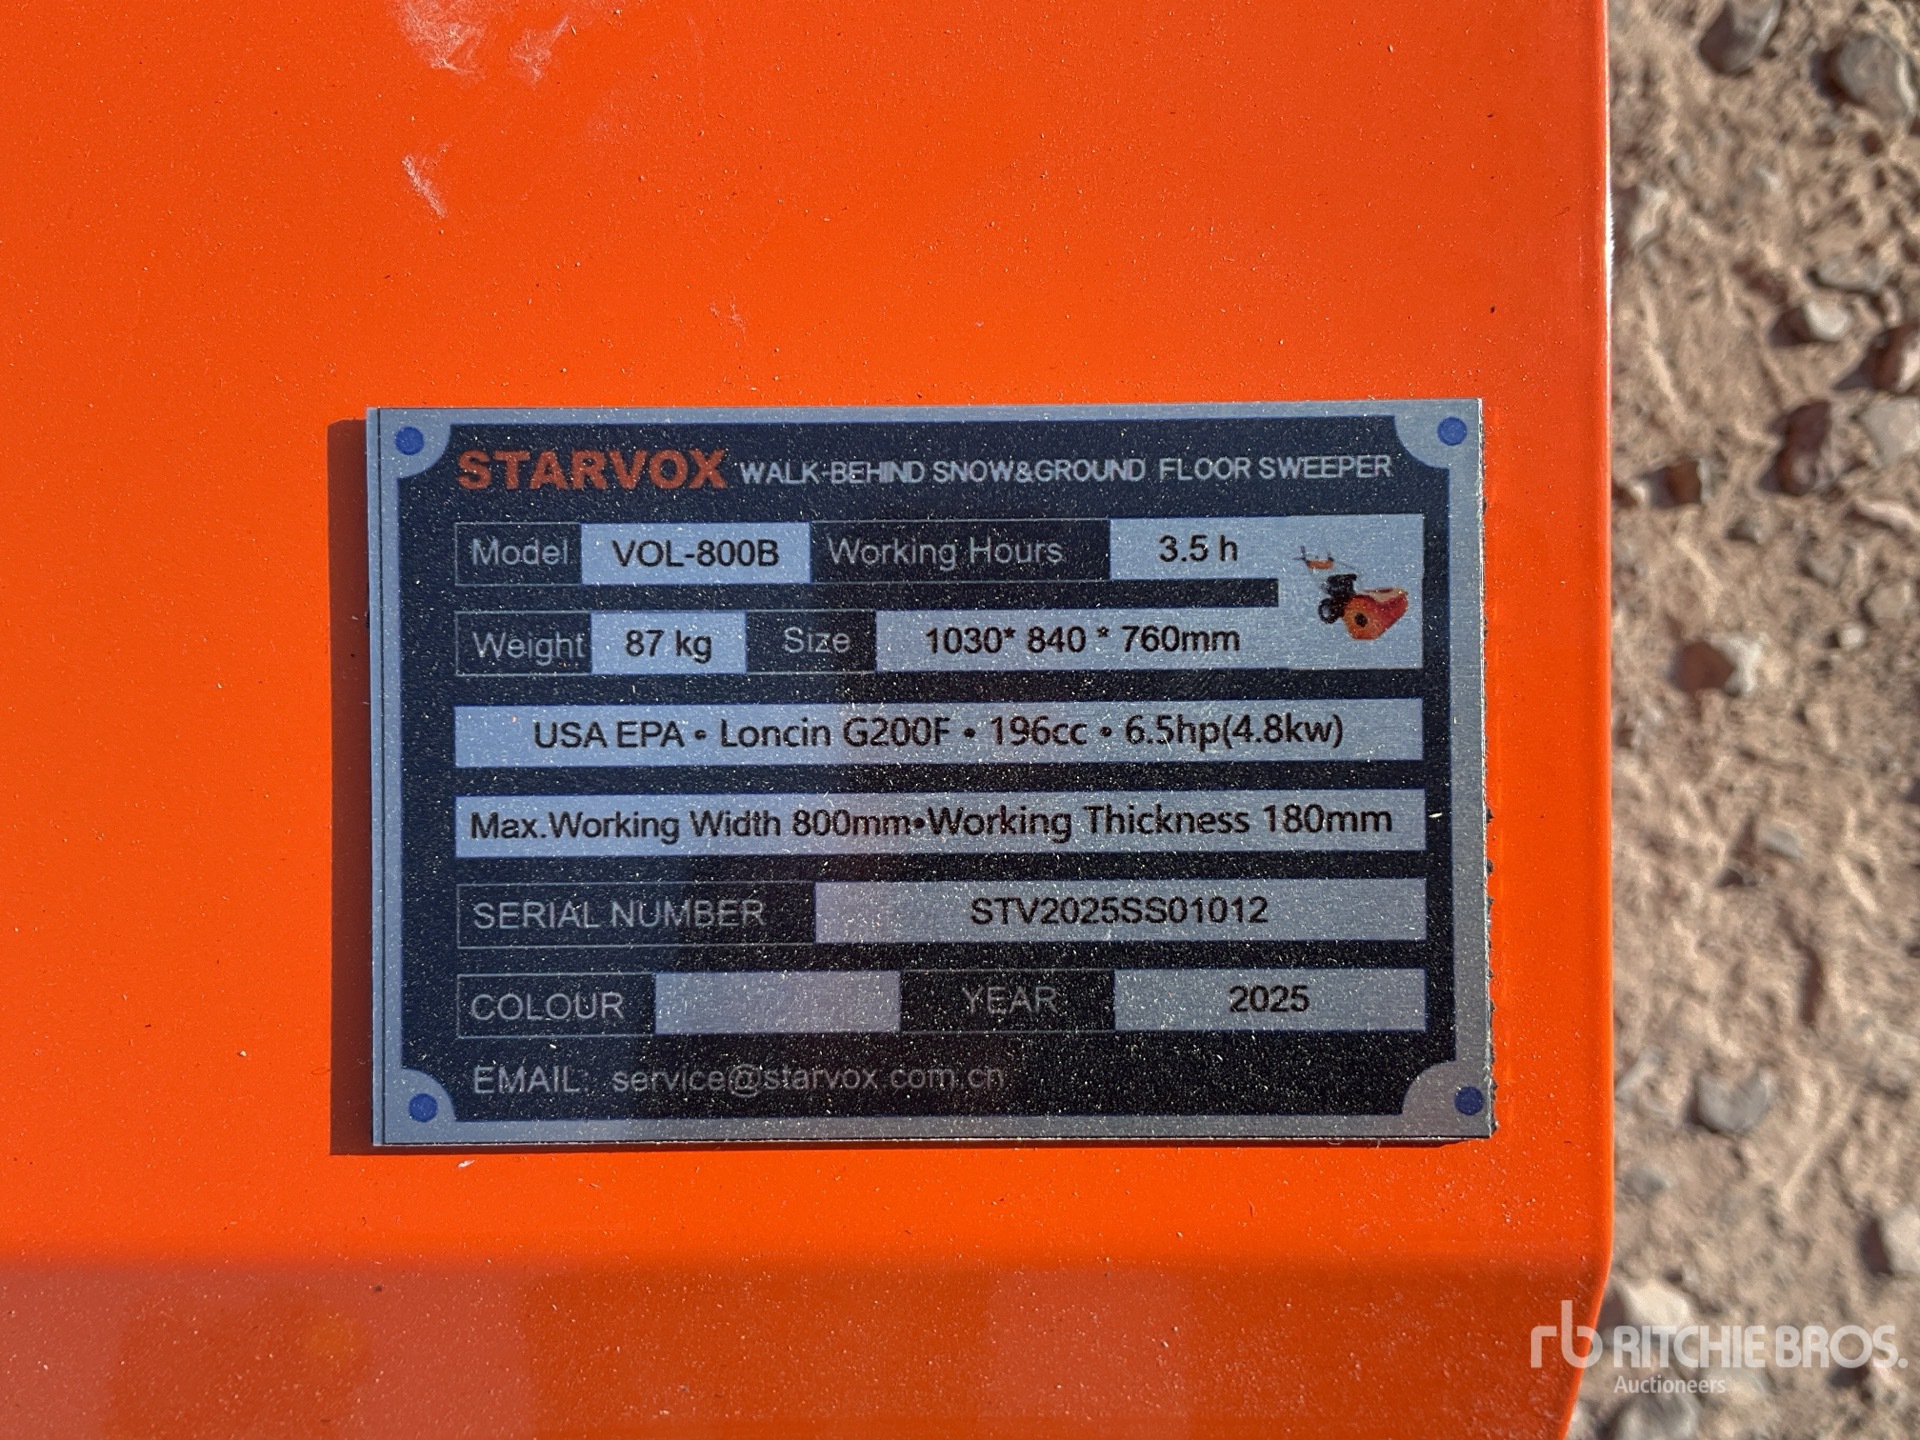 STARVOX WALK-BEHIND SNOW&GROUND FLOOR SWEEPER
Model VOL-800B Working Hours 3.5 h
Weight 87 kg Size 1030* 840 * 760mm
USA EPA • Loncin G200F • 196cc • 6.5hp(4.8kw)
Max.Working Width 800mm•Working Thickness 180mm
SERIAL NUMBER STV2025SS01012
COLOUR YEAR 2025
EMAIL: service@starvox.com.cn
rb RITCHIE BROS.
Auctioneers